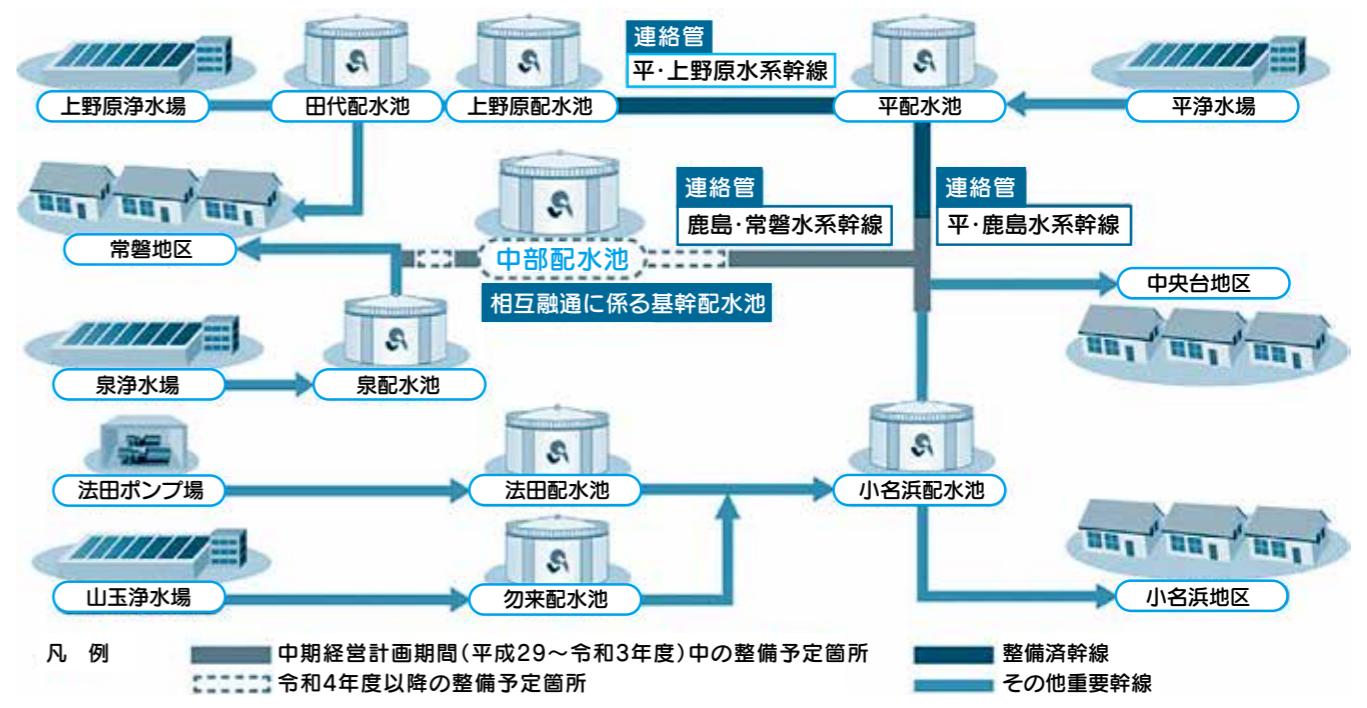 連絡管
平・上野原水系幹線
上野原浄水場
田代配水池
上野原配水池
平配水池
平浄水場
連絡管
鹿島・常磐水系幹線
連絡管
平・鹿島水系幹線
常磐地区
中部配水池
相互融通に係る基幹配水池
中央台地区
泉浄水場
泉配水池
法田ポンプ場
法田配水池
小名浜配水池
山玉浄水場
勿来配水池
小名浜地区
凡 例
中期経営計画期間(平成29~令和3年度)中の整備予定箇所
整備済幹線
令和4年度以降の整備予定箇所
その他重要幹線